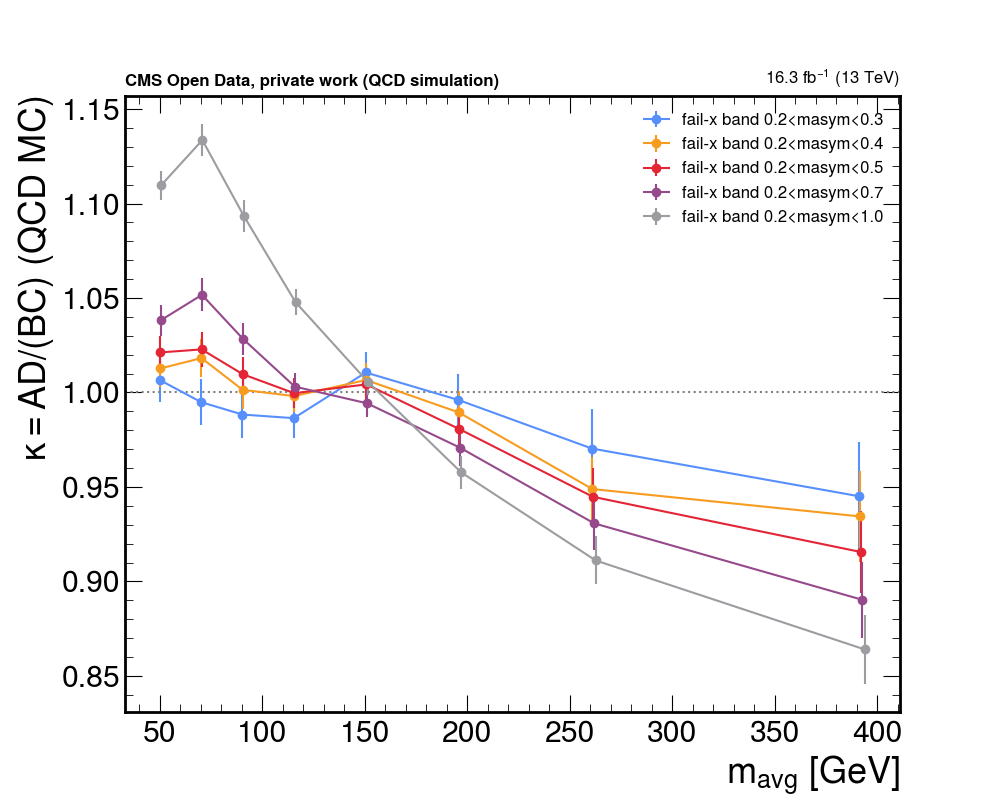 CMS Open Data, private work (QCD simulation)
16.3 fb⁻¹ (13 TeV)
κ = AD/(BC) (QCD MC)
1.15
1.10
1.05
1.00
0.95
0.90
0.85
fail-x band 0.2<masym<0.3
fail-x band 0.2<masym<0.4
fail-x band 0.2<masym<0.5
fail-x band 0.2<masym<0.7
fail-x band 0.2<masym<1.0
50 100 150 200 250 300 350 400
m_avg [GeV]